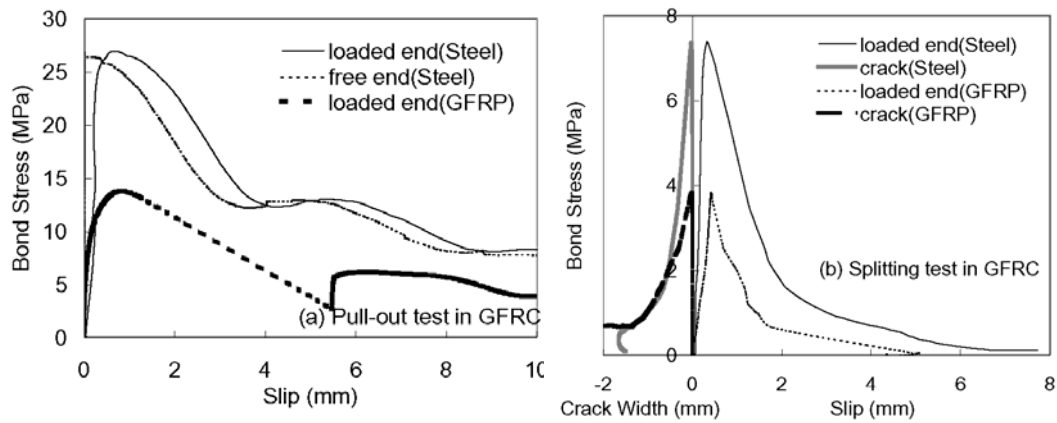 30
25
20
15
10
5
0
Bond Stress (MPa)
loaded end(Steel)
free end(Steel)
loaded end(GFRP)
(a) Pull-out test in GFRC
0 2 4 6 8 10
Slip (mm)
8
6
4
2
0
Bond Stress (MPa)
loaded end(Steel)
crack(Steel)
loaded end(GFRP)
crack(GFRP)
(b) Splitting test in GFRC
-2 0 2 4 6 8
Crack Width (mm) Slip (mm)